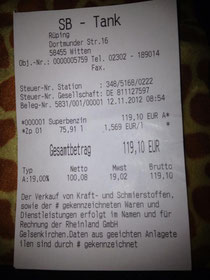 SB - Tank
Rüping
Dortmunder Str.16
58455 Witten
Obj.-Nr.: 0000005759 Tel. 02302 - 189014
Fax.
Steuer-Nr. Station : 348/5168/0222
Steuer-Nr. Gesellschaft: DE 811127597
Beleg-Nr. 5831/001/00001 12.11.2012 08:54
*000001 Superbenzin 119,10 EUR A*
*Zp 01 75,91 l 1.569 EUR/l *
Gesamtbetrag 119,10 EUR
Typ Netto Mwst Brutto
A:19,00% 100,08 19,02 119,10
Der Verkauf von Kraft- und Schmierstoffen,
sowie der # gekennzeichneten Waren und
Dienstleistungen erfolgt im Namen und für
Rechnung der Rheinland GmbH
Gelsenkirchen.Daten aus geeichten Anlagete
ilen sind durch # gekennzeichnet